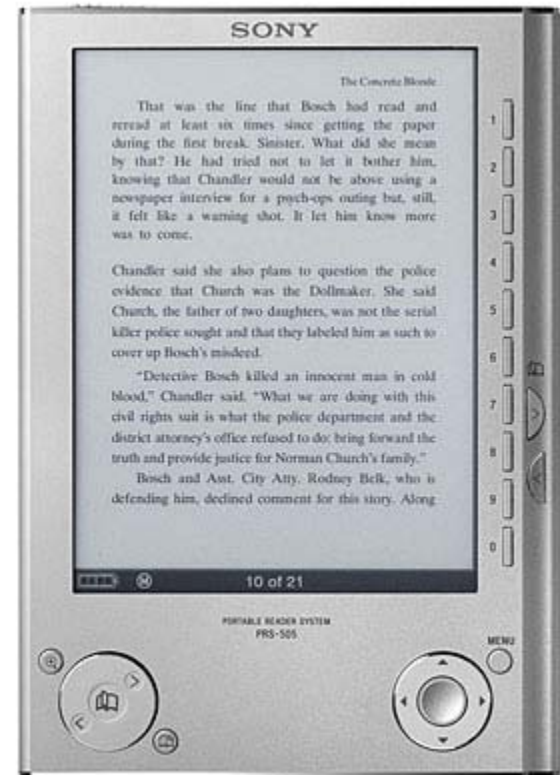 SONY
The Concrete Blonde
That was the line that Bosch had read and
reread at least six times since getting the paper
during the first break. Sinister. What did she mean
by that? He had tried not to let it bother him,
knowing that Chandler would not be above using a
newspaper interview for a psych-ops outing but, still,
it felt like a warning shot. It let him know more
was to come.
Chandler said she also plans to question the police
evidence that Church was the Dollmaker. She said
Church, the father of two daughters, was not the serial
killer police sought and that they labeled him as such to
cover up Bosch's misdeed.
“Detective Bosch killed an innocent man in cold
blood,” Chandler said. “What we are doing with this
civil rights suit is what the police department and the
district attorney's office refused to do: bring forward the
truth and provide justice for Norman Church's family.”
Bosch and Asst. City Atty. Rodney Belk, who is
defending him, declined comment for this story. Along
10 of 21
1
2
3
4
5
6
7
8
9
0
PORTABLE READER SYSTEM
PRS-505
MENU